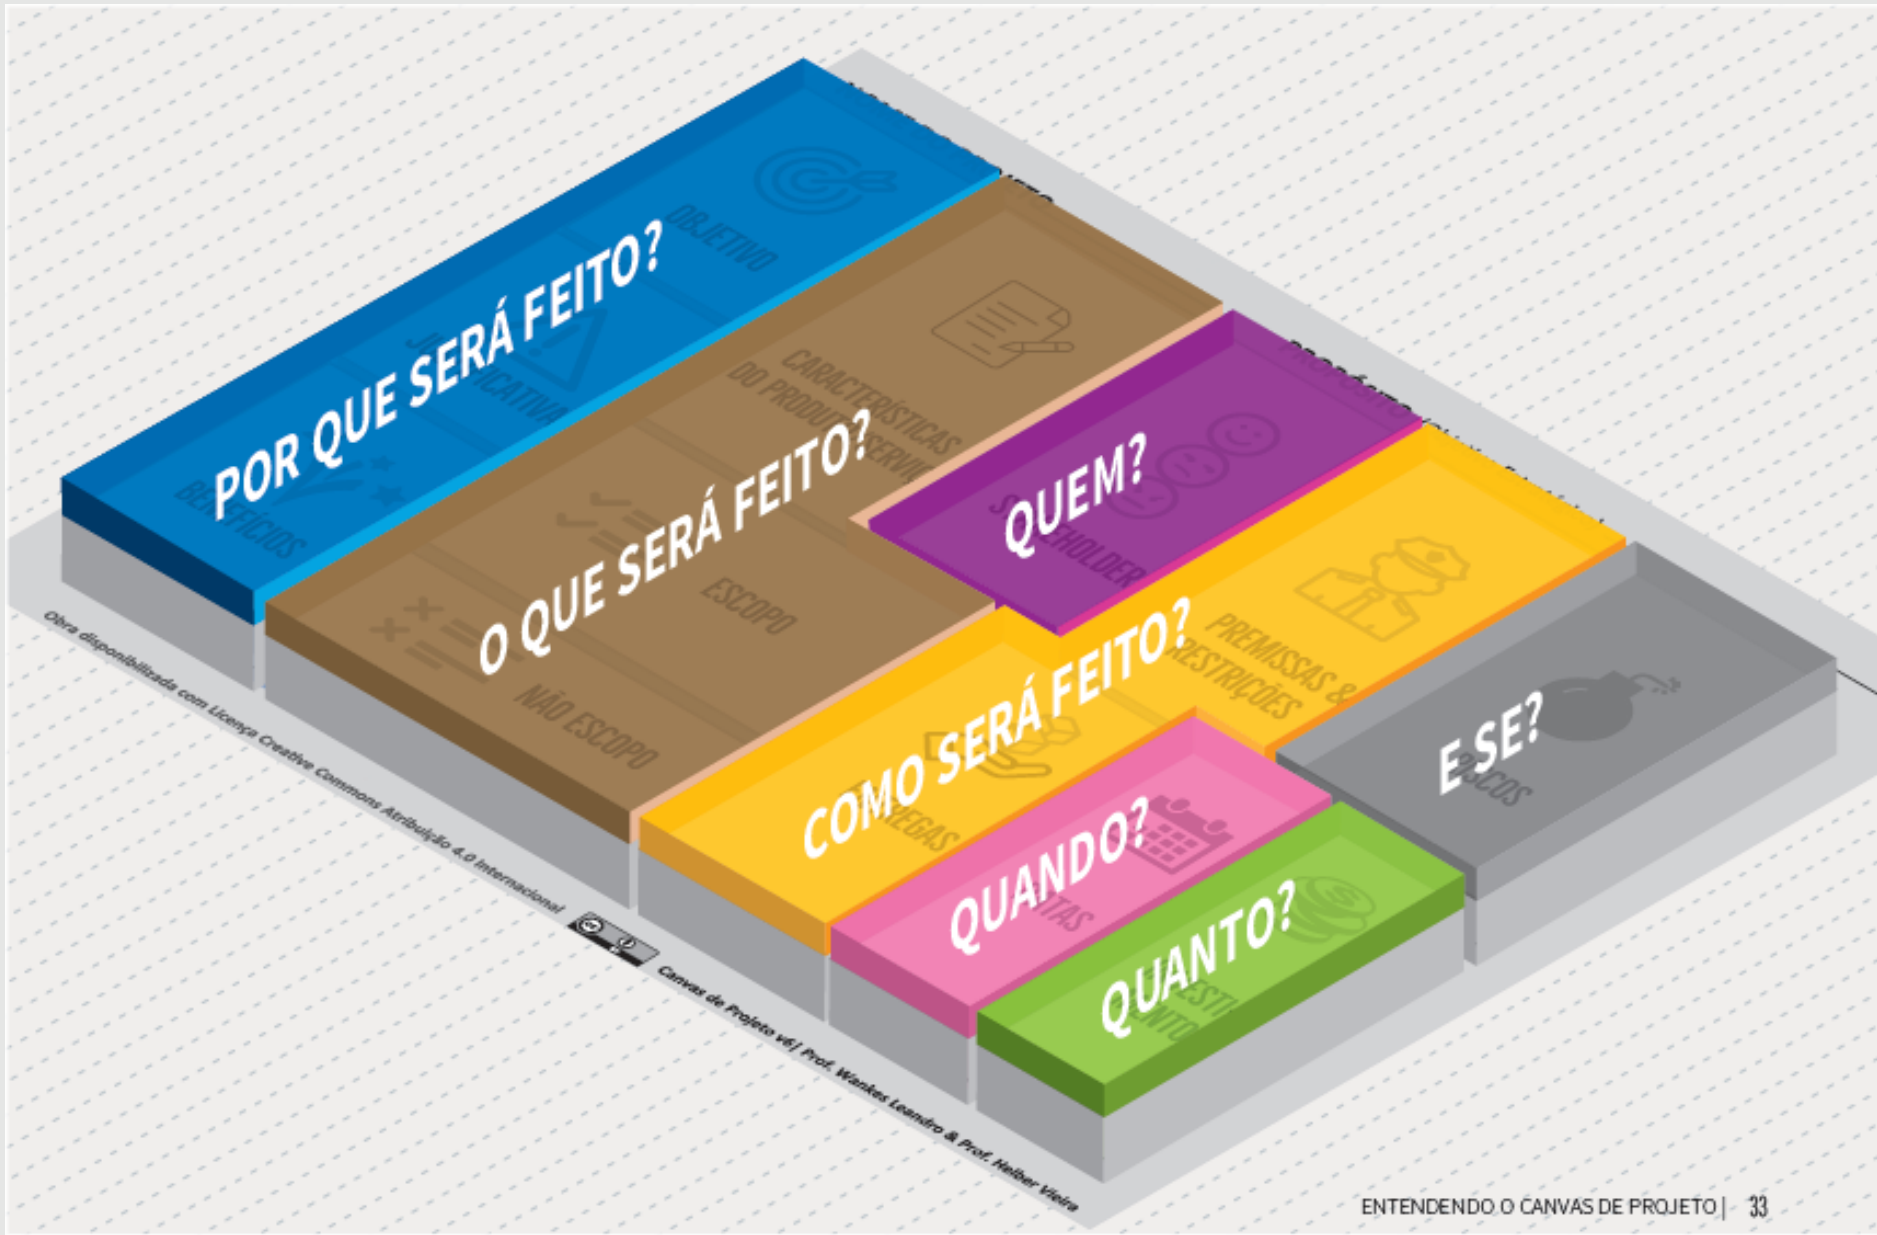 POR QUE SERÁ FEITO?
OBJETIVO
BENEFÍCIOS
O QUE SERÁ FEITO?
CARACTERÍSTICAS
DO PRODUTO
ESCOPO
NÃO ESCOPO
QUEM?
COMO SERÁ FEITO?
PREMISSAS &
RESTRIÇÕES
QUANDO?
QUANTO?
E SE?
RISCOS
Obra disponibilizada com Licença Creative Commons Atribuição 4.0 Internacional
Canvas de Projeto v6| Prof. Wankes Leandro & Prof. Helber Vieira
ENTENDENDO O CANVAS DE PROJETO| 33